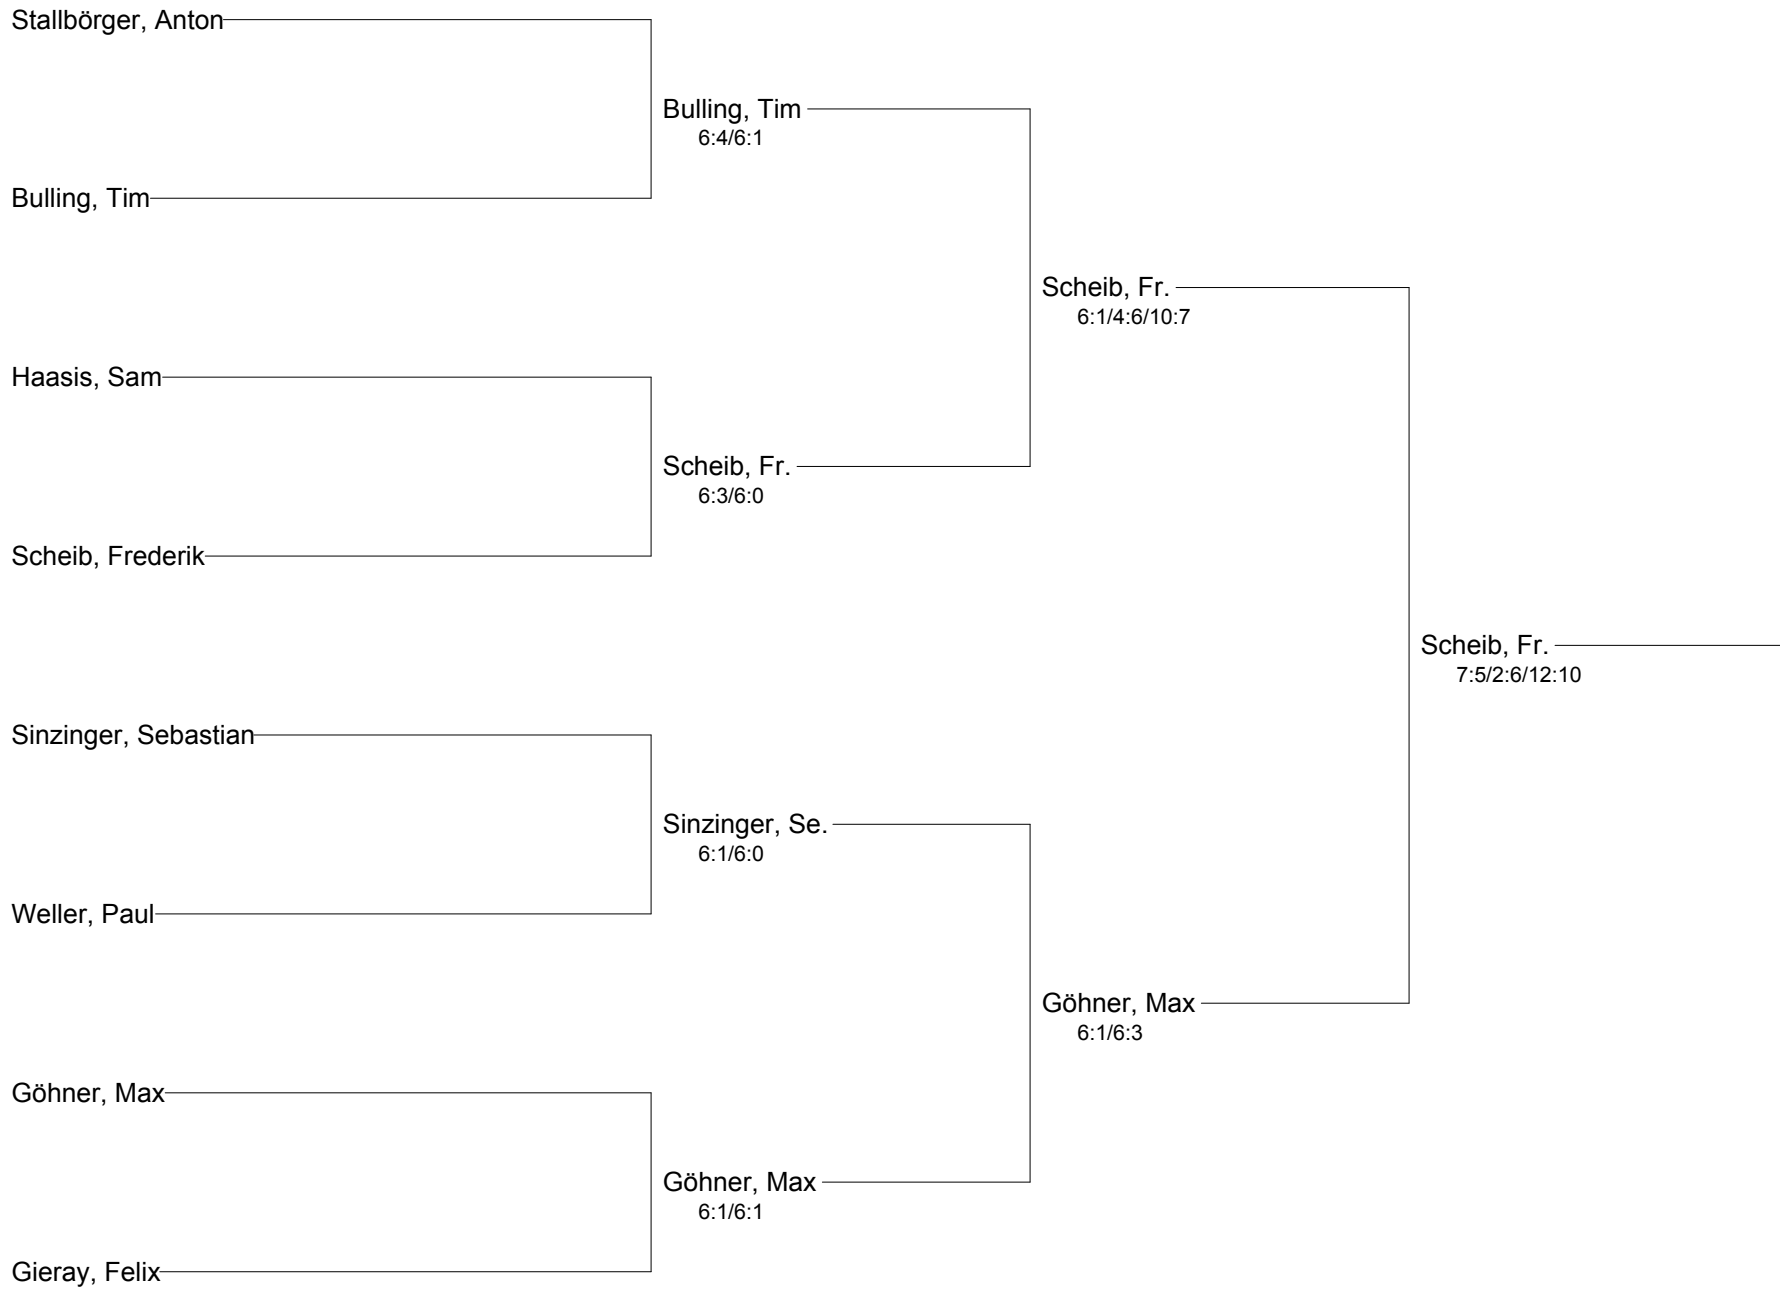 Stallbörger, Anton
Bulling, Tim
6:4/6:1
Bulling, Tim
Scheib, Fr.
6:1/4:6/10:7
Haasis, Sam
Scheib, Fr.
6:3/6:0
Scheib, Frederik
Scheib, Fr.
7:5/2:6/12:10
Sinzinger, Sebastian
Sinzinger, Se.
6:1/6:0
Weller, Paul
Göhner, Max
6:1/6:3
Göhner, Max
Göhner, Max
6:1/6:1
Gieray, Felix